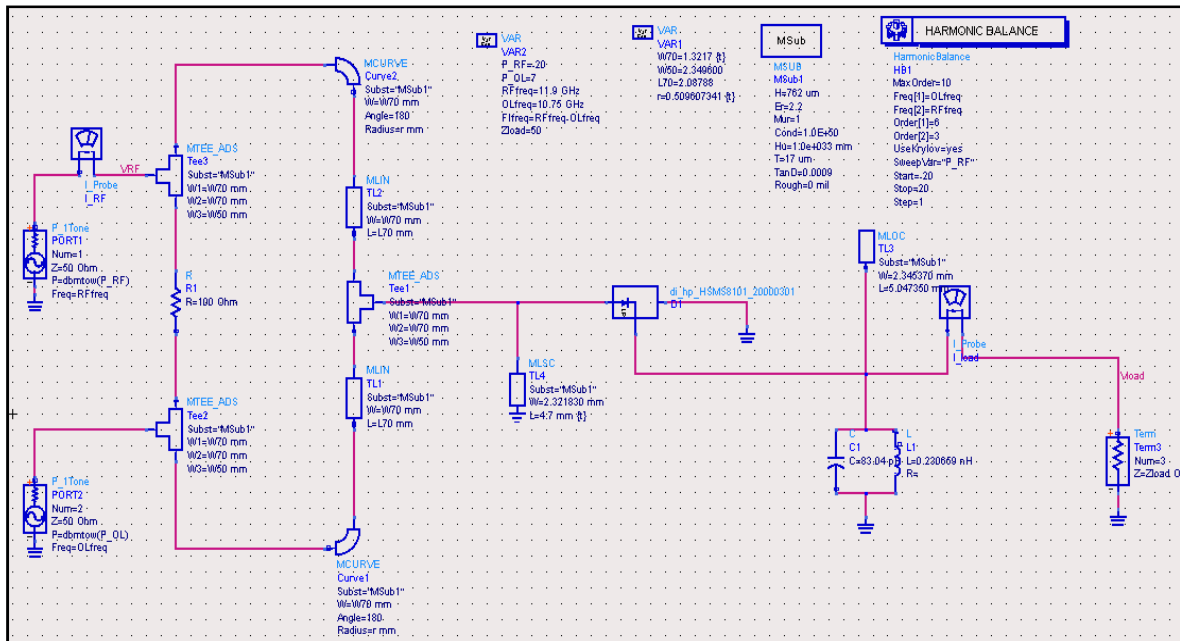 VAR
VAR2
P_RF=-20
P_OL=7
RFfreq=11.9 GHz
OLfreq=10.75 GHz
FIfreq=RFfreq-OLfreq
Zload=50
VAR
VAR1
W70=1.3217 {t}
W50=2.349600
L70=2.08788
r=0.509607341 {t}
MSub
MSUB
MSub1
H=762 um
Er=2.2
Mur=1
Cond=1.0E+50
Hu=1.0e+033 mm
T=17 um
TanD=0.0009
Rough=0 mil
HARMONIC BALANCE
HarmonicBalance
HB1
MaxOrder=10
Freq[1]=OLfreq
Freq[2]=RFfreq
Order[1]=6
Order[2]=3
UseKrylov=yes
SweepVar="P_RF"
Start=-20
Stop=20
Step=1
MCURVE
Curve2
Subst="MSub1"
W=W70 mm
Angle=180
Radius=r mm
MTEE_ADS
Tee3
Subst="MSub1"
W1=W70 mm
W2=W70 mm
W3=W50 mm
VRF
I_Probe
I_RF
P_1Tone
PORT1
Num=1
Z=50 Ohm
P=dbmtow(P_RF)
Freq=RFfreq
R
R1
R=100 Ohm
MLIN
TL2
Subst="MSub1"
W=W70 mm
L=L70 mm
MTEE_ADS
Tee1
Subst="MSub1"
W1=W70 mm
W2=W70 mm
W3=W50 mm
MLIN
TL1
Subst="MSub1"
W=W70 mm
L=L70 mm
MLSC
TL4
Subst="MSub1"
W=2.321830 mm
L=4.7 mm {t}
di_hp_HSMS8101_20000301
D1
MLOC
TL3
Subst="MSub1"
W=2.345370 mm
L=5.047350 mm
I_Probe
I_load
Vload
MTEE_ADS
Tee2
Subst="MSub1"
W1=W70 mm
W2=W70 mm
W3=W50 mm
P_1Tone
PORT2
Num=2
Z=50 Ohm
P=dbmtow(P_OL)
Freq=OLfreq
C
C1
C=83.04 pF
L
L1
L=0.230659 nH
R=
Term
Term3
Num=3
Z=Zload O
MCURVE
Curve1
Subst="MSub1"
W=W70 mm
Angle=180
Radius=r mm